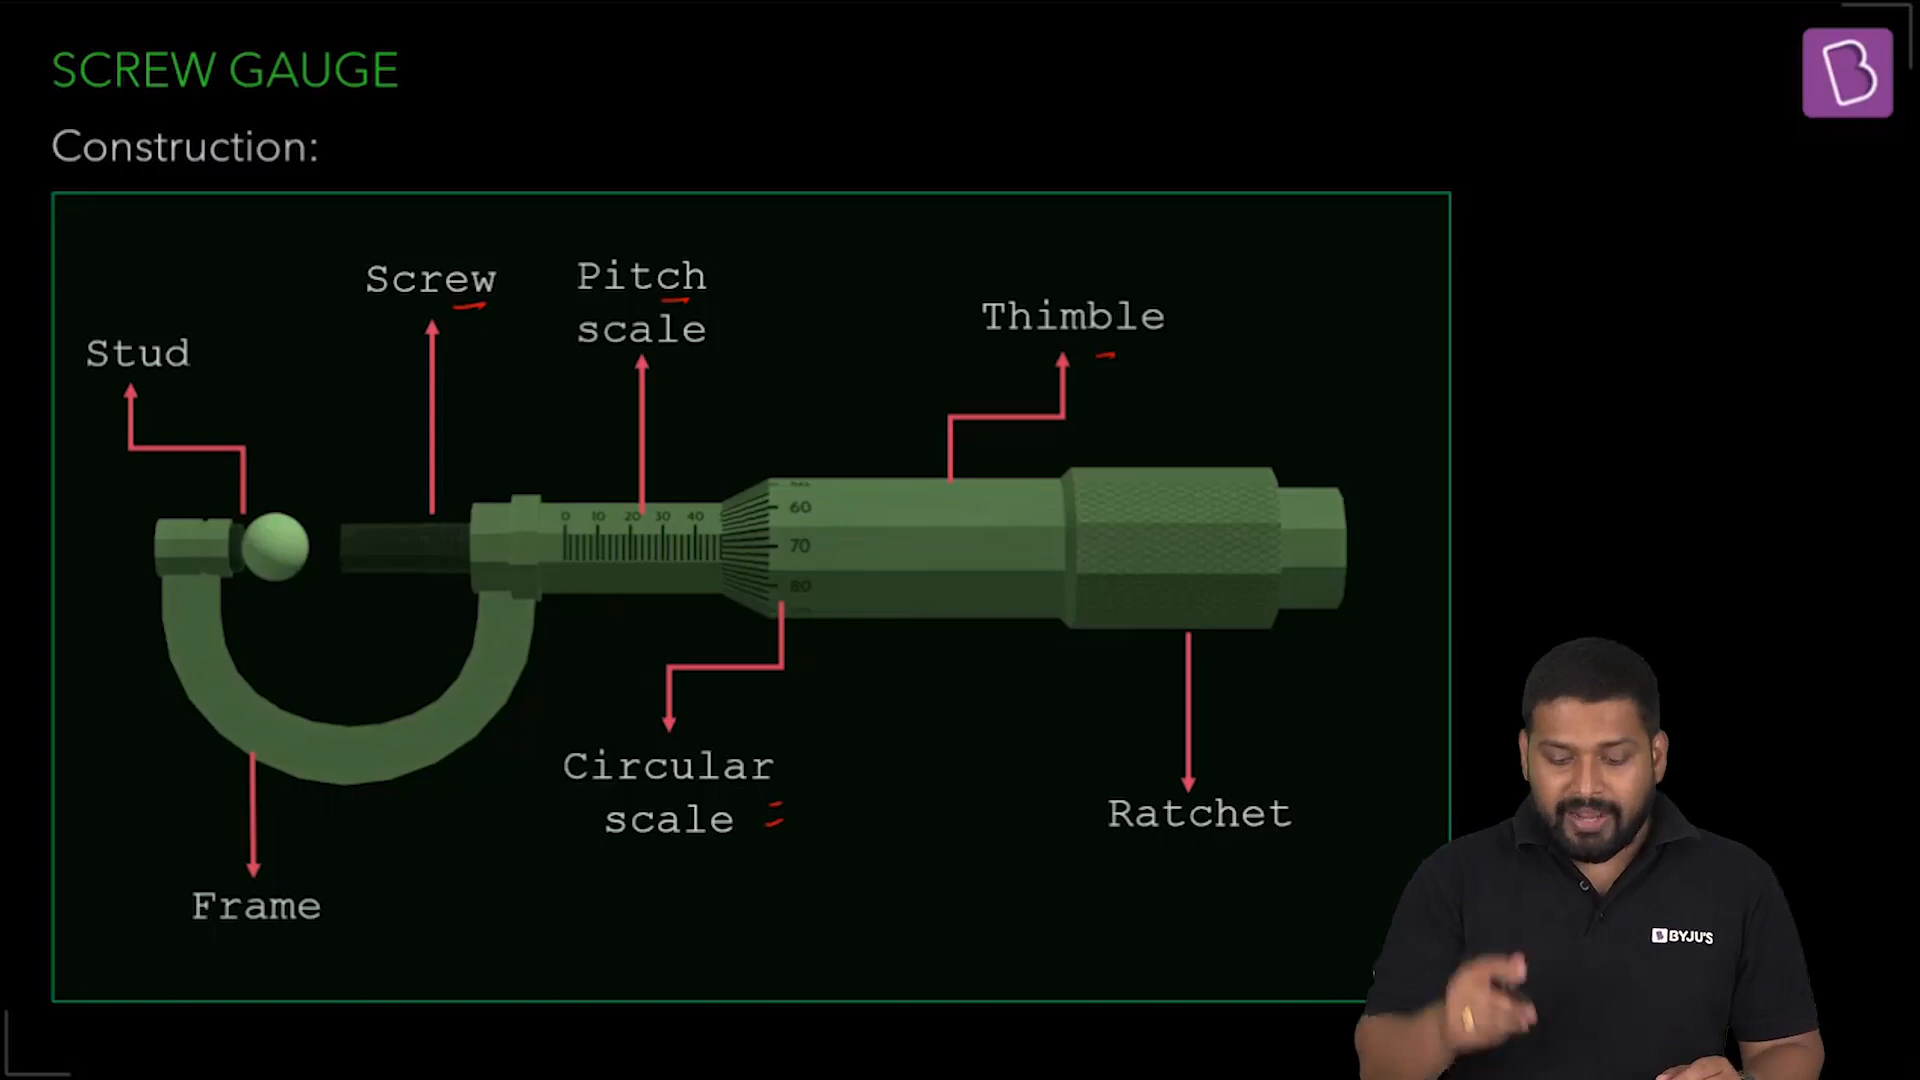 SCREW GAUGE
Construction:
Screw
Pitch
scale
Thimble
Stud
0 10 20 30 40
60
70
80
Circular
scale
Ratchet
Frame
BYJU'S